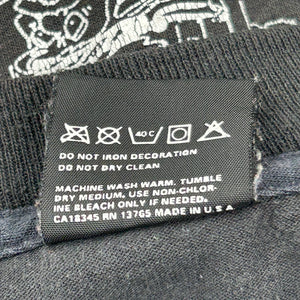 40 C
DO NOT IRON DECORATION
DO NOT DRY CLEAN
MACHINE WASH WARM. TUMBLE
DRY MEDIUM. USE NON-CHLOR-
INE BLEACH ONLY IF NEEDED.
CA18345 RN 13765 MADE IN U.S.A